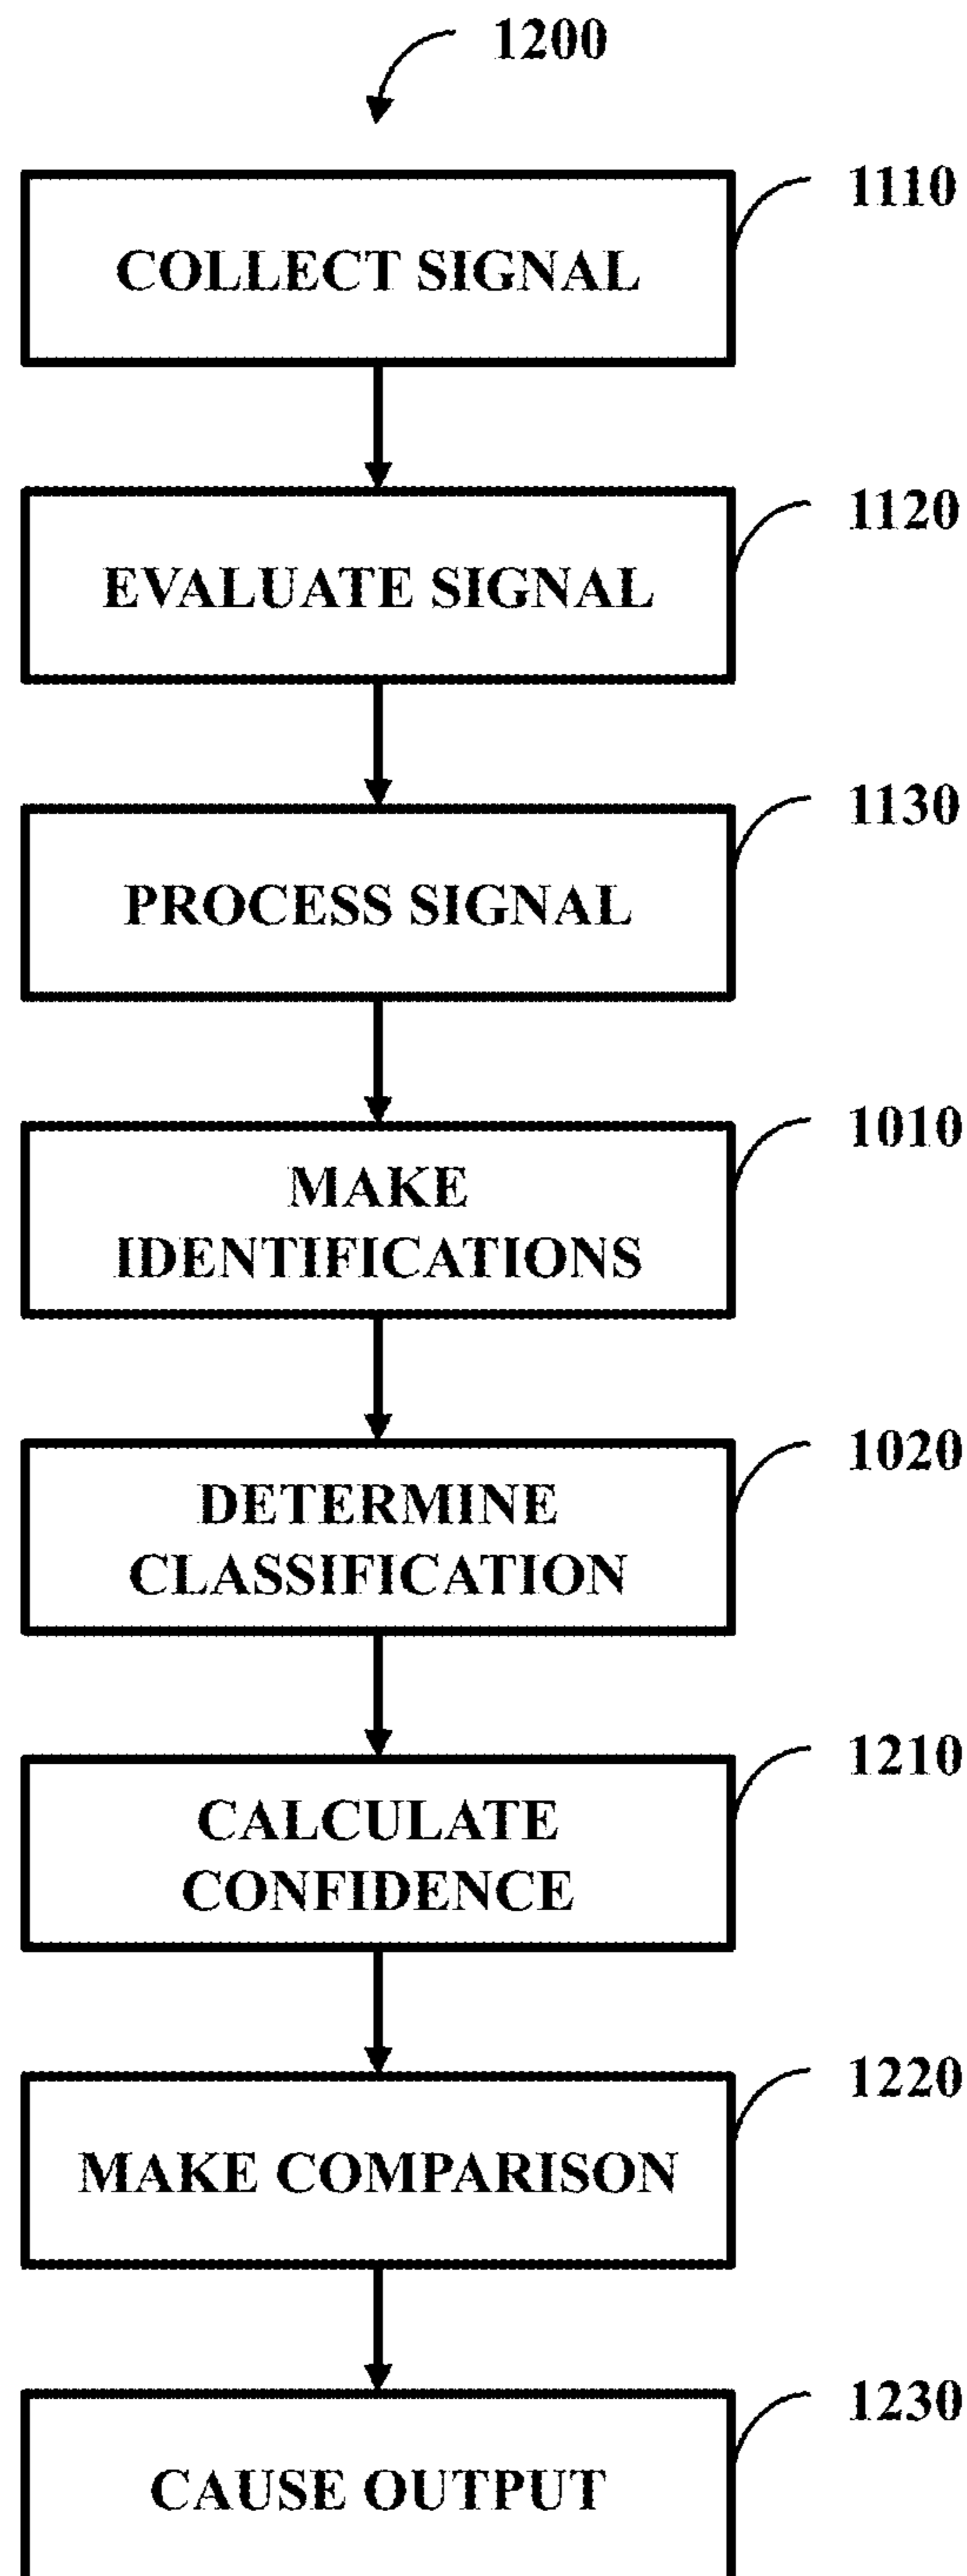 1200
1110
COLLECT SIGNAL
1120
EVALUATE SIGNAL
1130
PROCESS SIGNAL
1010
MAKE
IDENTIFICATIONS
1020
DETERMINE
CLASSIFICATION
1210
CALCULATE
CONFIDENCE
1220
MAKE COMPARISON
1230
CAUSE OUTPUT